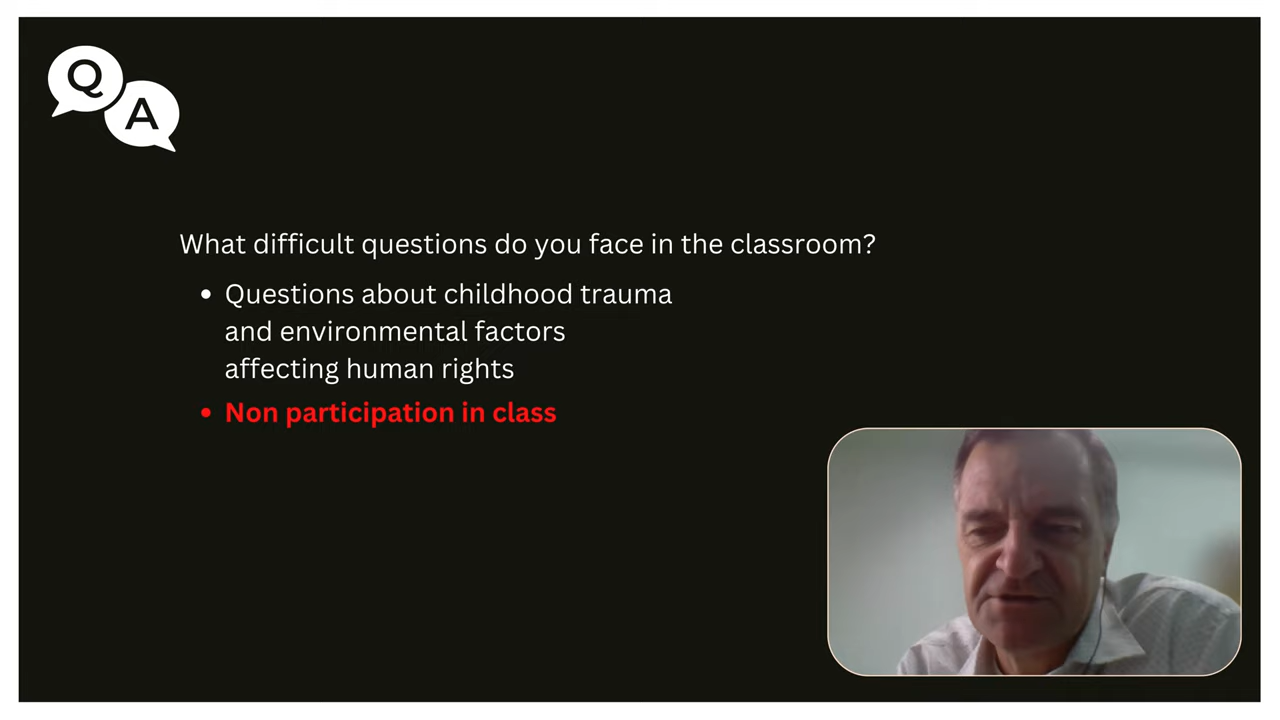 Q
A
What difficult questions do you face in the classroom?
• Questions about childhood trauma
and environmental factors
affecting human rights
• Non participation in class